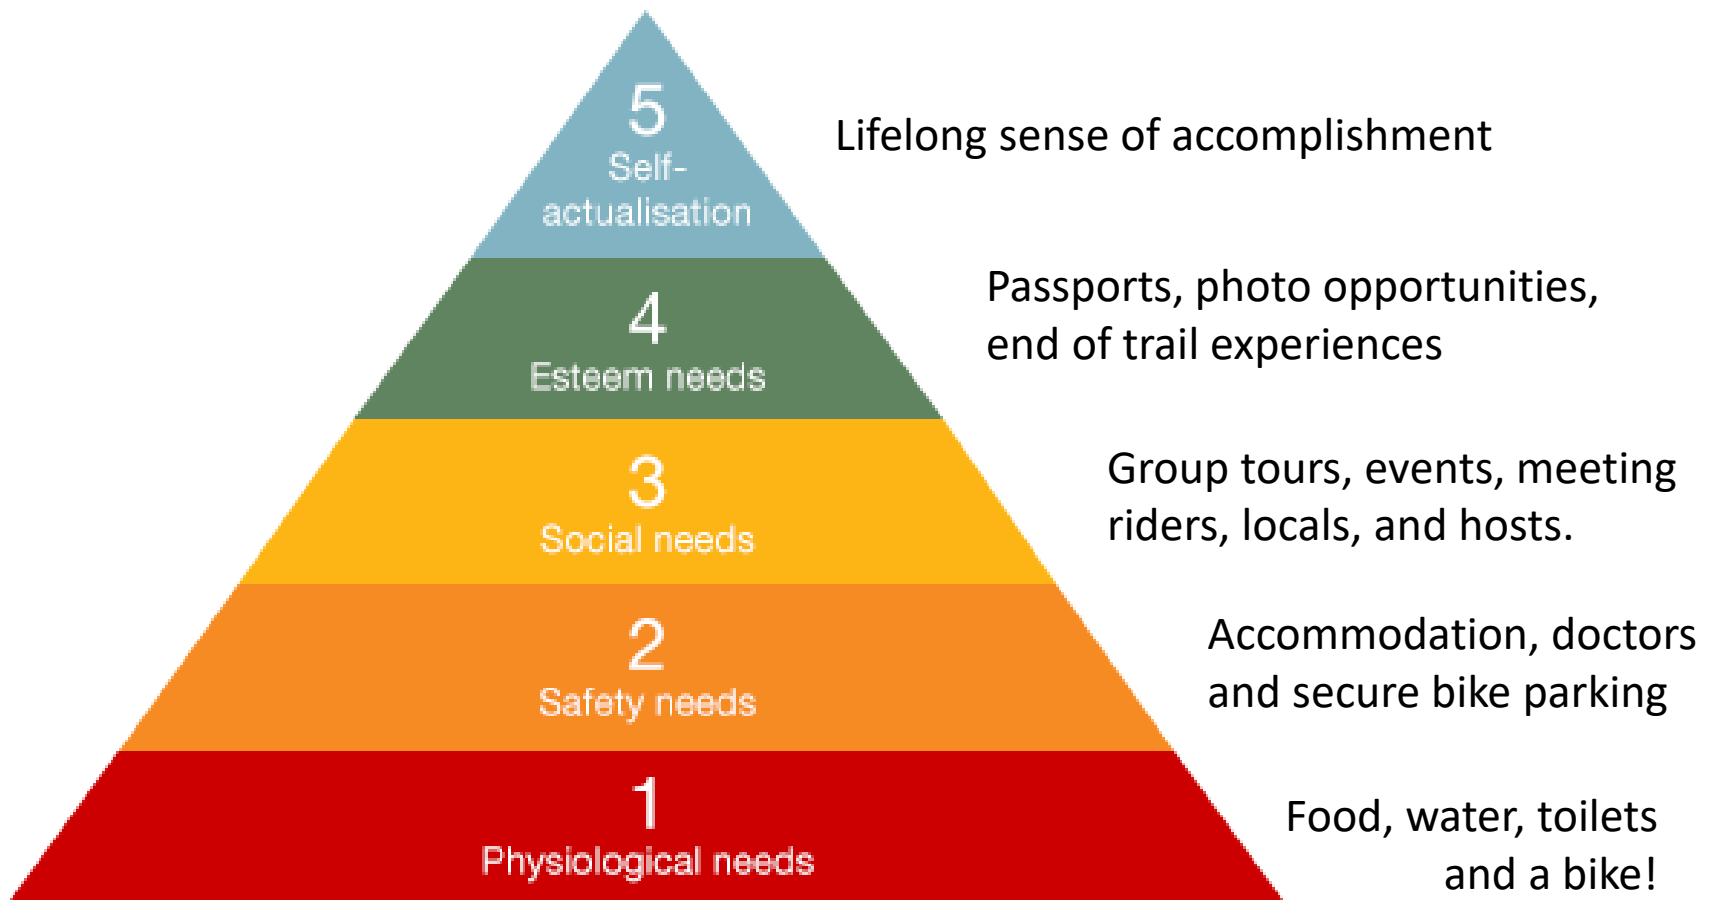 5
Self-
actualisation
Lifelong sense of accomplishment
4
Esteem needs
Passports, photo opportunities,
end of trail experiences
3
Social needs
Group tours, events, meeting
riders, locals, and hosts.
2
Safety needs
Accommodation, doctors
and secure bike parking
1
Physiological needs
Food, water, toilets
and a bike!